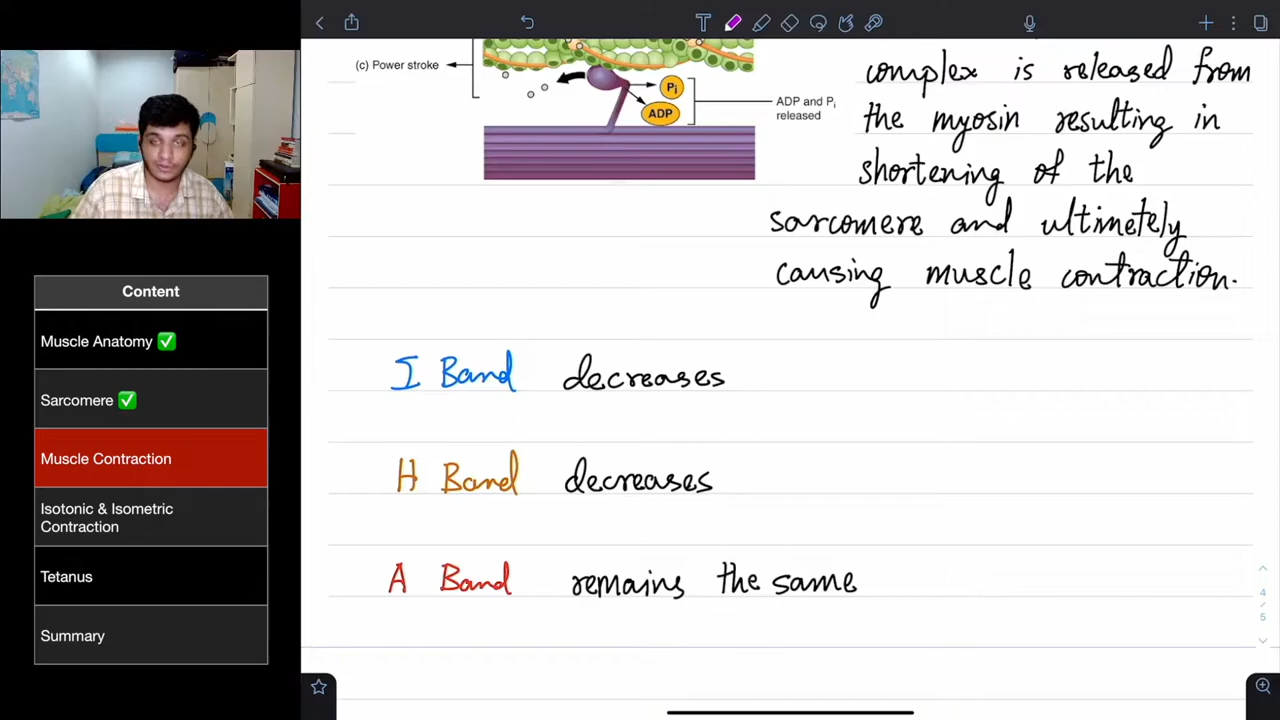 Content
Muscle Anatomy ✅
Sarcomere ✅
Muscle Contraction
Isotonic & Isometric
Contraction
Tetanus
Summary
T
(c) Power stroke
Pi
ADP
ADP and Pi
released
complex is released from
the myosin resulting in
shortening of the
sarcomere and ultimately
causing muscle contraction.
I Band decreases
H Band decreases
A Band remains the same
4
/
5